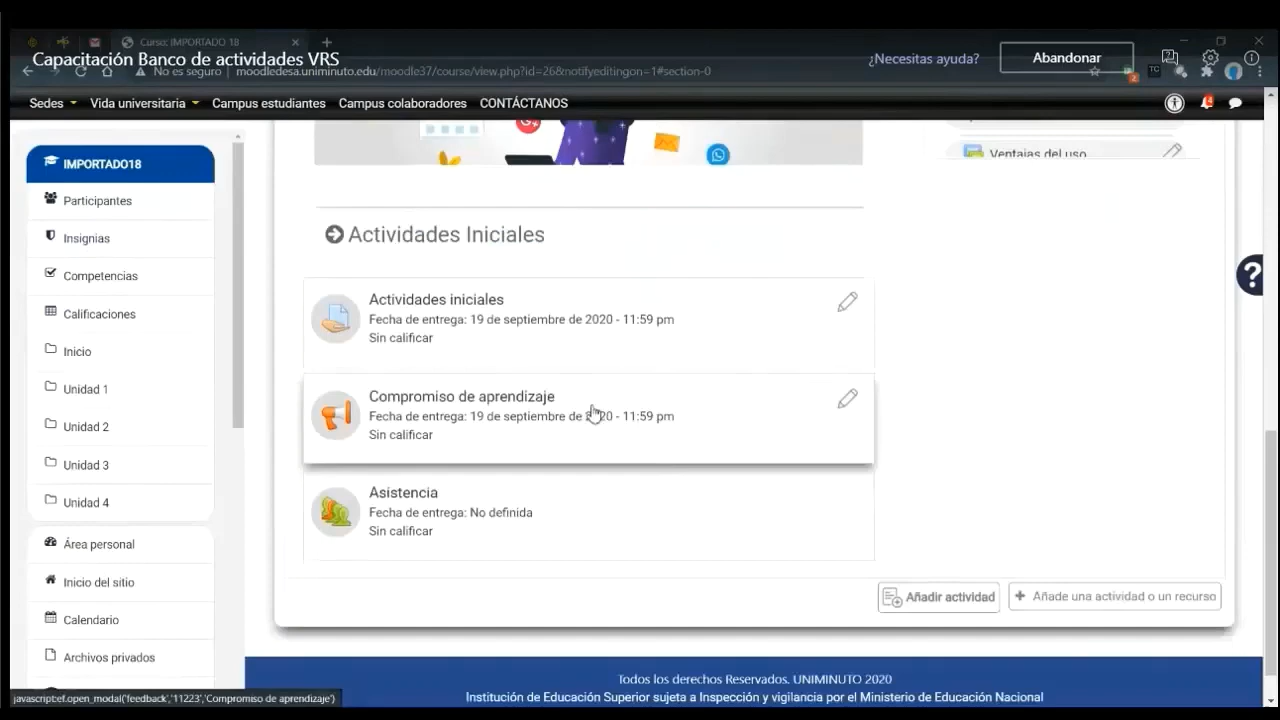 Curso: IMPORTADO 18
Capacitación Banco de actividades VRS
¿Necesitas ayuda?
Abandonar
No es seguro
moodledesa.uniminuto.edu/moodle37/course/view.php?id=26&notifyeditingon=1#section-0
TC
2
Sedes
Vida universitaria
Campus estudiantes
Campus colaboradores
CONTÁCTANOS
IMPORTADO18
Participantes
Insignias
Competencias
Calificaciones
Inicio
Unidad 1
Unidad 2
Unidad 3
Unidad 4
Área personal
Inicio del sitio
Calendario
Archivos privados
G+
Ventajas del uso
Actividades Iniciales
Actividades iniciales
Fecha de entrega: 19 de septiembre de 2020 - 11:59 pm
Sin calificar
Compromiso de aprendizaje
Fecha de entrega: 19 de septiembre de 2020 - 11:59 pm
Sin calificar
Asistencia
Fecha de entrega: No definida
Sin calificar
?
Añadir actividad
+ Añade una actividad o un recurso
Todos los derechos Reservados. UNIMINUTO 2020
Institución de Educación Superior sujeta a Inspección y vigilancia por el Ministerio de Educación Nacional
javascript:ef.open_modal('feedback','11223','Compromiso de aprendizaje')